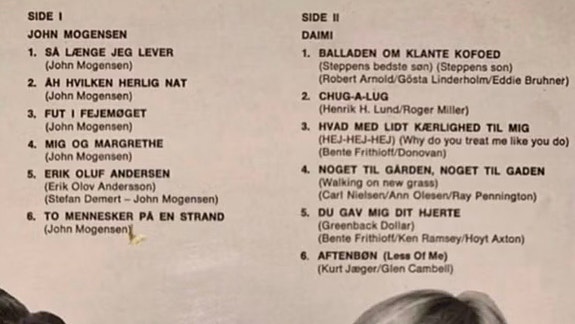 SIDE I
JOHN MOGENSEN
1. SÅ LÆNGE JEG LEVER
(John Mogensen)
2. ÅH HVILKEN HERLIG NAT
(John Mogensen)
3. FUT I FEJEMØGET
(John Mogensen)
4. MIG OG MARGRETHE
(John Mogensen)
5. ERIK OLUF ANDERSEN
(Erik Olov Andersson)
(Stefan Demert – John Mogensen)
6. TO MENNESKER PÅ EN STRAND
(John Mogensen)
SIDE II
DAIMI
1. BALLADEN OM KLANTE KOFOED
(Steppens bedste søn) (Steppens son)
(Robert Arnold/Gösta Linderholm/Eddie Bruhner)
2. CHUG-A-LUG
(Henrik H. Lund/Roger Miller)
3. HVAD MED LIDT KÆRLIGHED TIL MIG
(HEJ-HEJ-HEJ) (Why do you treat me like you do)
(Bente Frithioff/Donovan)
4. NOGET TIL GÅRDEN, NOGET TIL GADEN
(Walking on new grass)
(Carl Nielsen/Ann Olesen/Ray Pennington)
5. DU GAV MIG DIT HJERTE
(Greenback Dollar)
(Bente Frithioff/Ken Ramsey/Hoyt Axton)
6. AFTENBØN (Less Of Me)
(Kurt Jæger/Glen Cambell)